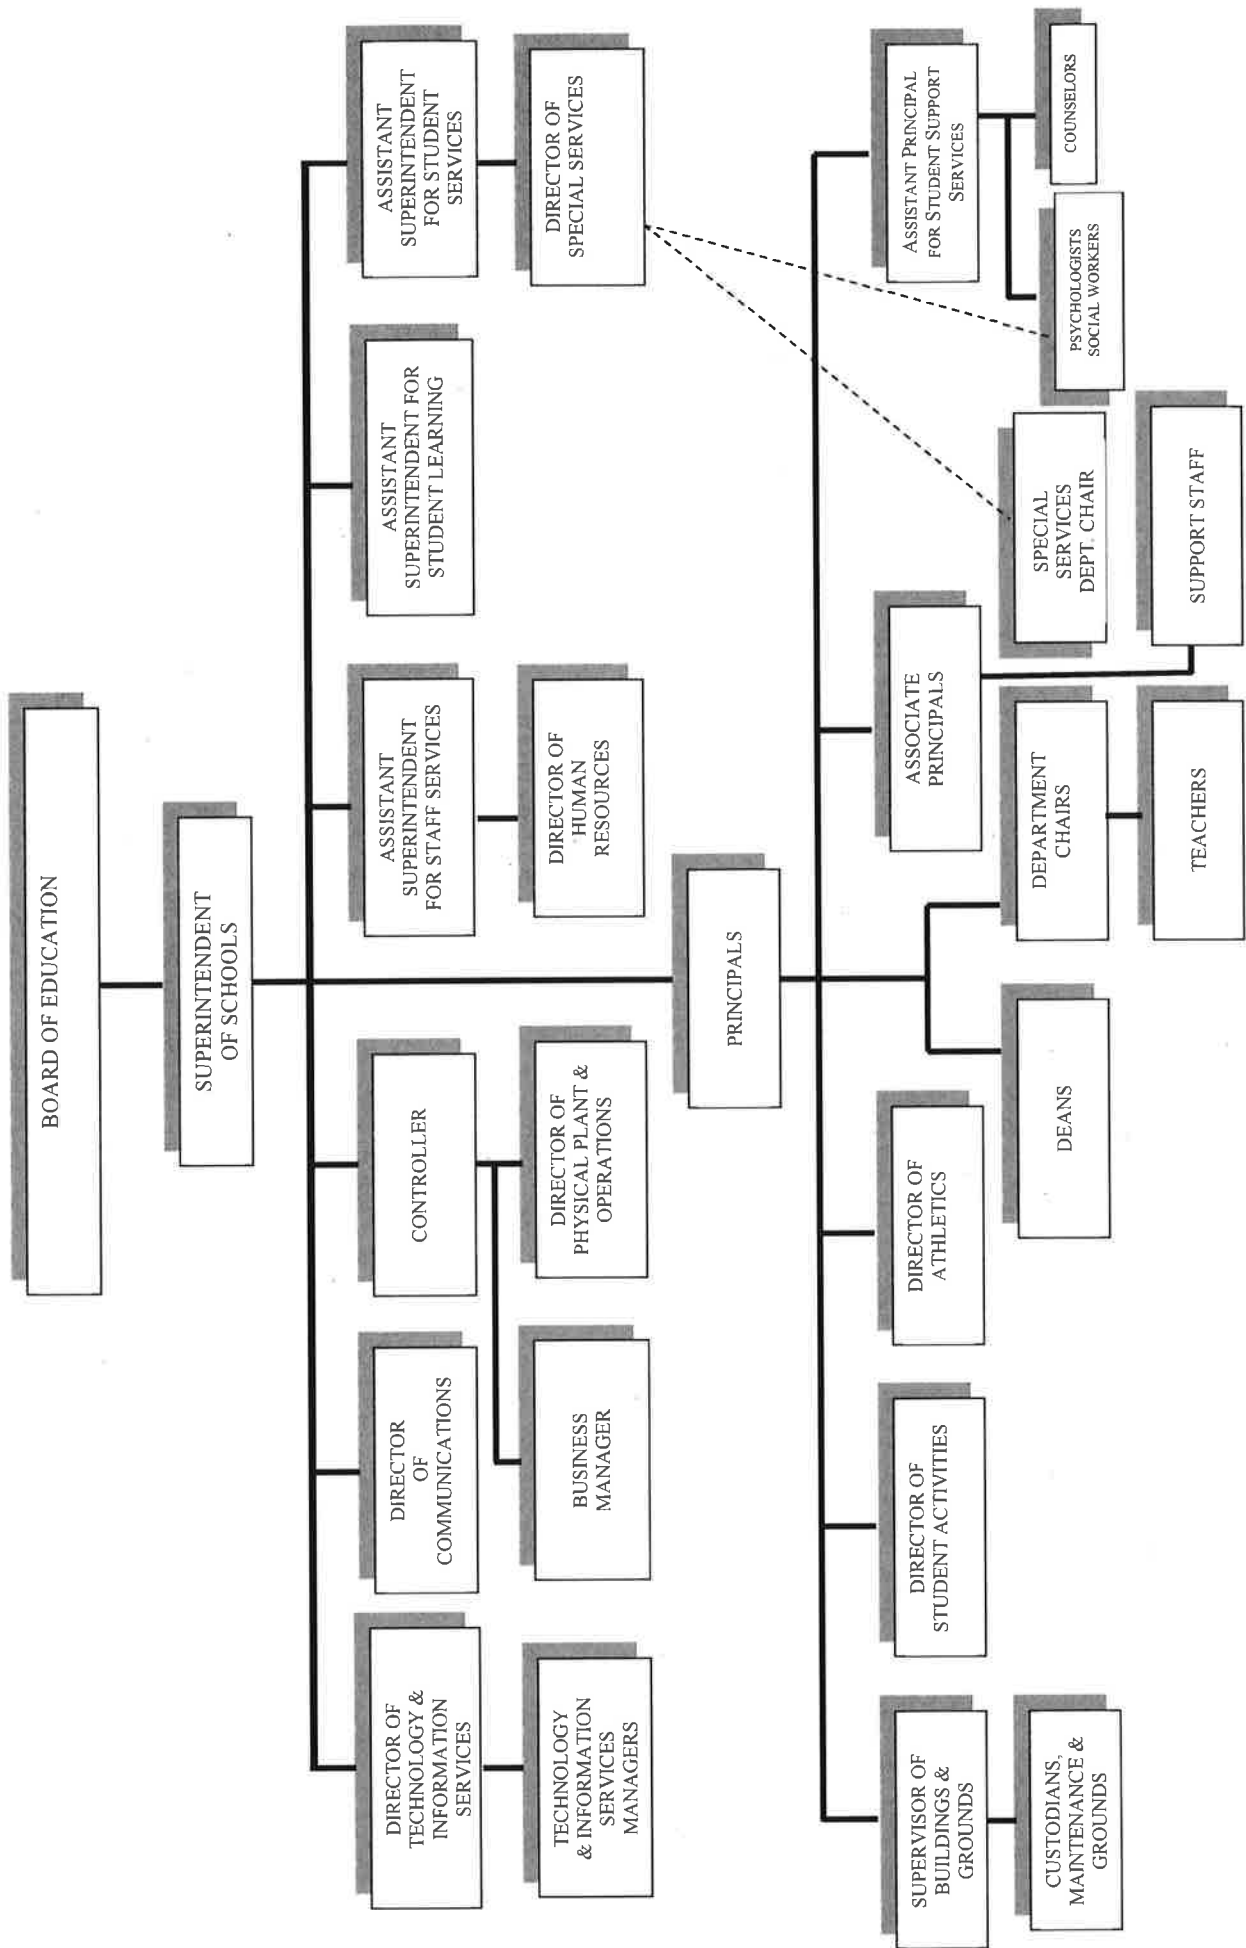 BOARD OF EDUCATION
SUPERINTENDENT
OF SCHOOLS
DIRECTOR OF
TECHNOLOGY &
INFORMATION
SERVICES
DIRECTOR
OF
COMMUNICATIONS
CONTROLLER
ASSISTANT
SUPERINTENDENT
FOR STAFF SERVICES
ASSISTANT
SUPERINTENDENT FOR
STUDENT LEARNING
ASSISTANT
SUPERINTENDENT
FOR STUDENT
SERVICES
TECHNOLOGY
& INFORMATION
SERVICES
MANAGERS
BUSINESS
MANAGER
DIRECTOR OF
PHYSICAL PLANT &
OPERATIONS
DIRECTOR OF
HUMAN
RESOURCES
DIRECTOR OF
SPECIAL SERVICES
PRINCIPALS
SUPERVISOR OF
BUILDINGS &
GROUNDS
DIRECTOR OF
STUDENT ACTIVITIES
DIRECTOR OF
ATHLETICS
ASSOCIATE
PRINCIPALS
ASSISTANT PRINCIPAL
FOR STUDENT SUPPORT
SERVICES
CUSTODIANS,
MAINTENANCE &
GROUNDS
DEANS
DEPARTMENT
CHAIRS
SPECIAL
SERVICES
DEPT. CHAIR
PSYCHOLOGISTS
SOCIAL WORKERS
COUNSELORS
TEACHERS
SUPPORT STAFF